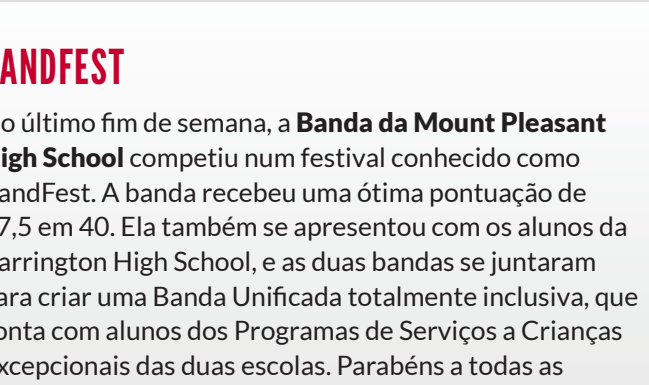 ANDFEST
o último fim de semana, a Banda da Mount Pleasant
igh School competiu num festival conhecido como
andFest. A banda recebeu uma ótima pontuação de
7,5 em 40. Ela também se apresentou com os alunos da
arrington High School, e as duas bandas se juntaram
ara criar uma Banda Unificada totalmente inclusiva, que
onta com alunos dos Programas de Serviços a Crianças
xcepcionais das duas escolas. Parabéns a todas as